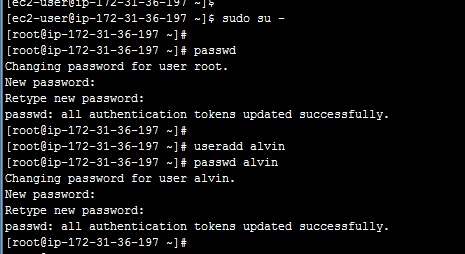 [ec2-user@ip-172-31-36-197 ~]$
[ec2-user@ip-172-31-36-197 ~]$ sudo su -
[root@ip-172-31-36-197 ~]#
[root@ip-172-31-36-197 ~]# passwd
Changing password for user root.
New password:
Retype new password:
passwd: all authentication tokens updated successfully.
[root@ip-172-31-36-197 ~]#
[root@ip-172-31-36-197 ~]# useradd alvin
[root@ip-172-31-36-197 ~]# passwd alvin
Changing password for user alvin.
New password:
Retype new password:
passwd: all authentication tokens updated successfully.
[root@ip-172-31-36-197 ~]#